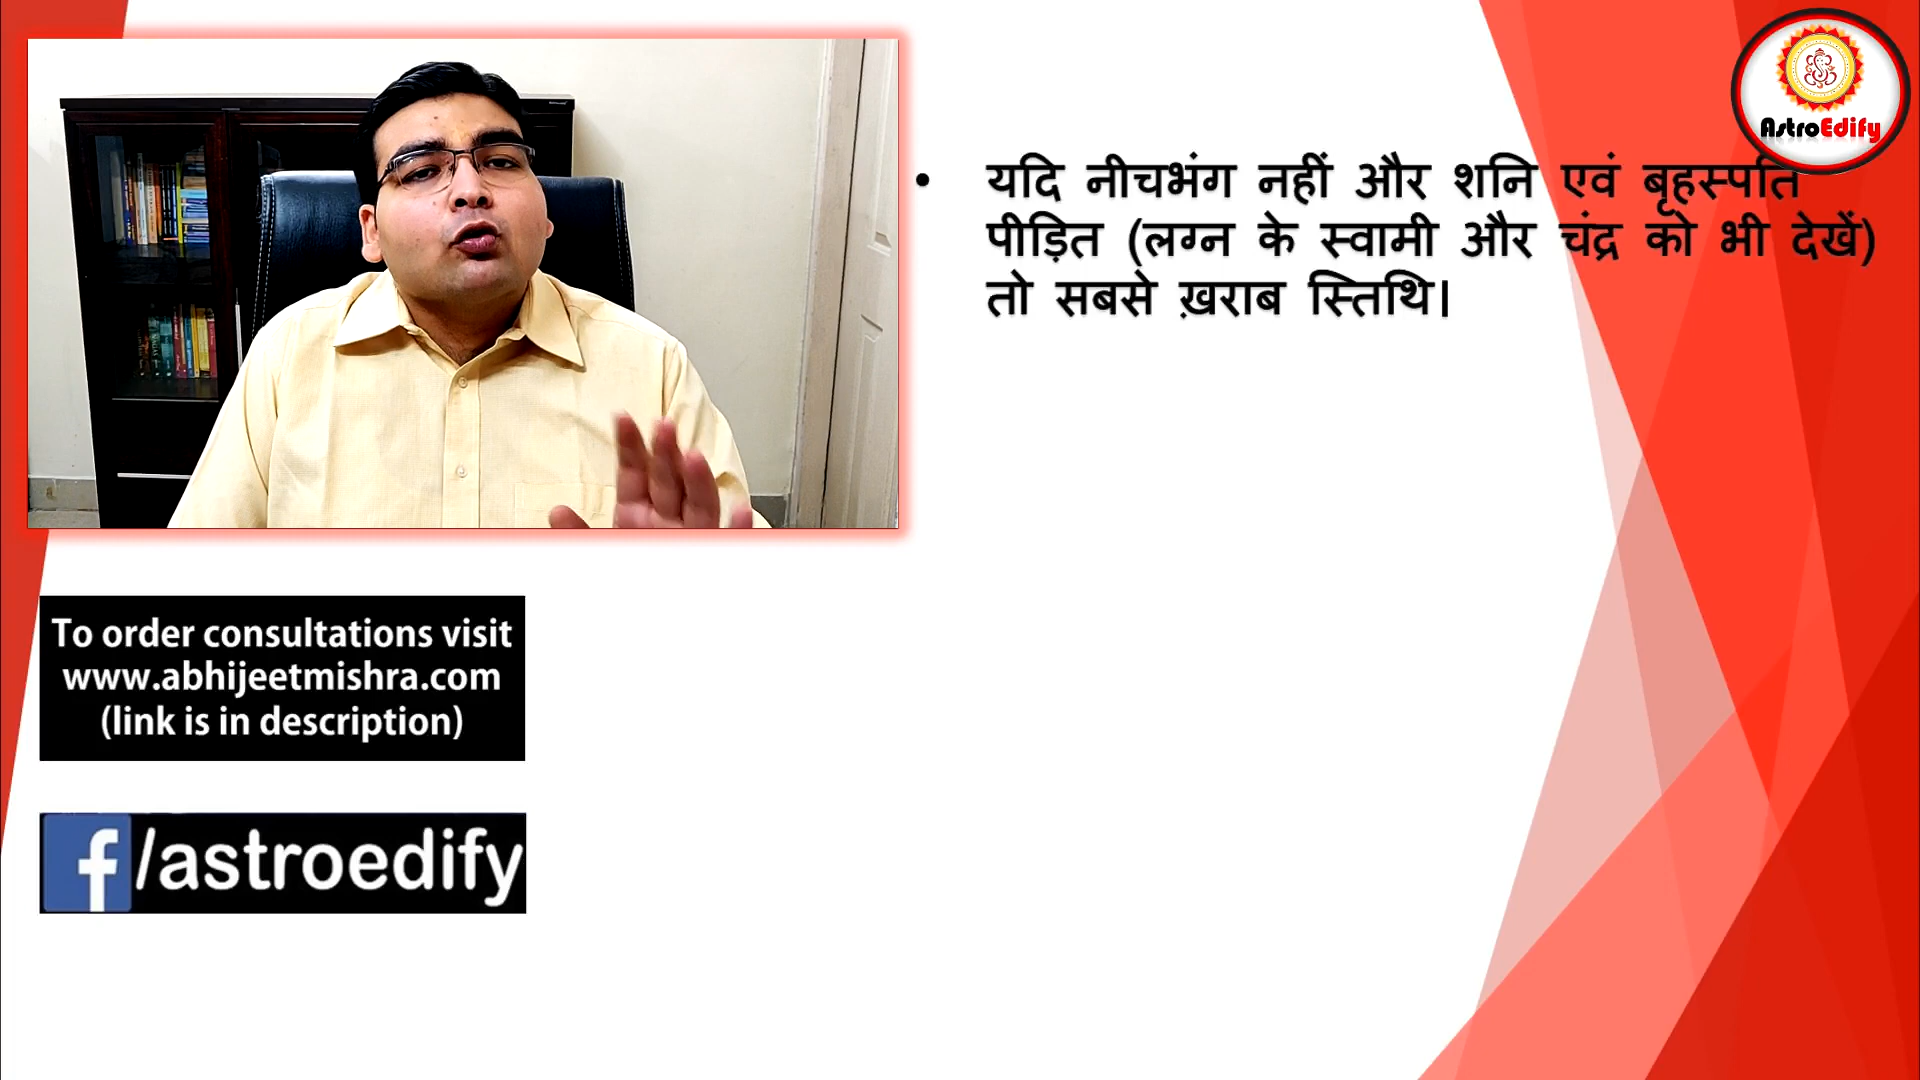 AstroEdify
• यदि नीचभंग नहीं और शनि एवं बृहस्पति
पीड़ित (लग्न के स्वामी और चंद्र को भी देखें)
तो सबसे ख़राब स्तिथि।
To order consultations visit
www.abhijeetmishra.com
(link is in description)
f/astroedify